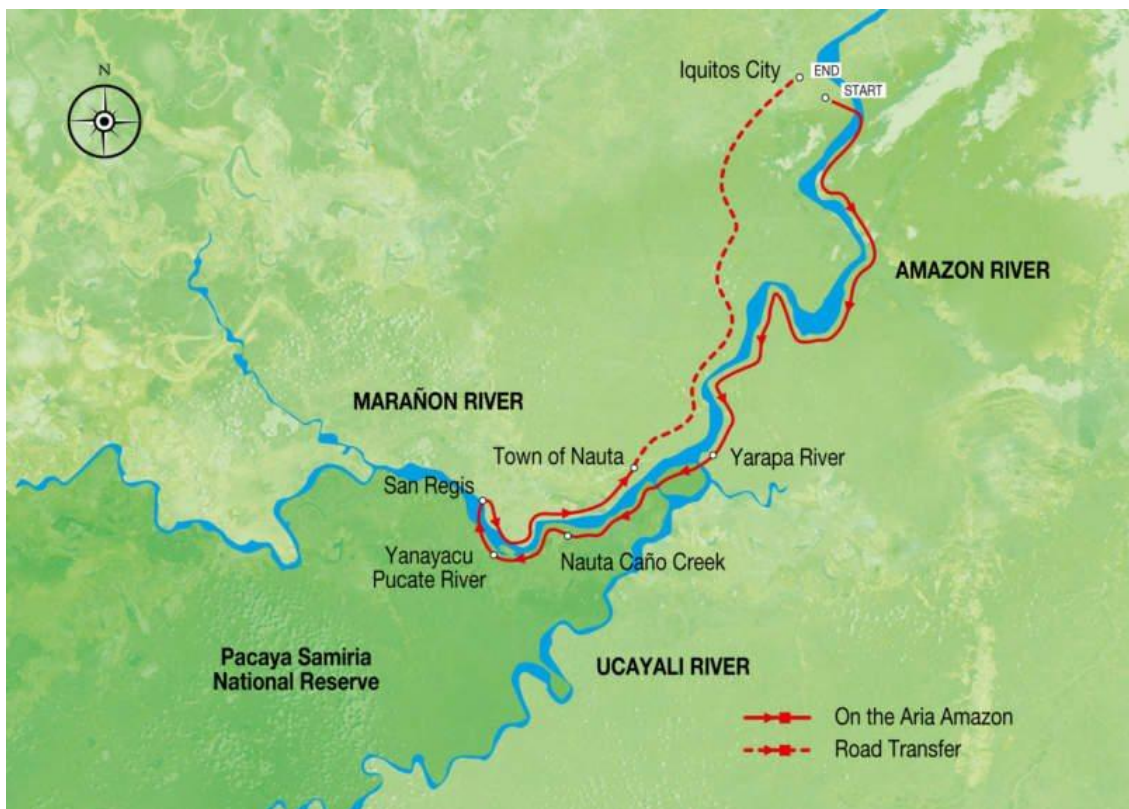 N
Iquitos City
END
START
AMAZON RIVER
MARAÑON RIVER
Town of Nauta
Yarapa River
San Regis
Yanayacu
Pucate River
Nauta Caño Creek
Pacaya Samiria
National Reserve
UCAYALI RIVER
On the Aria Amazon
Road Transfer